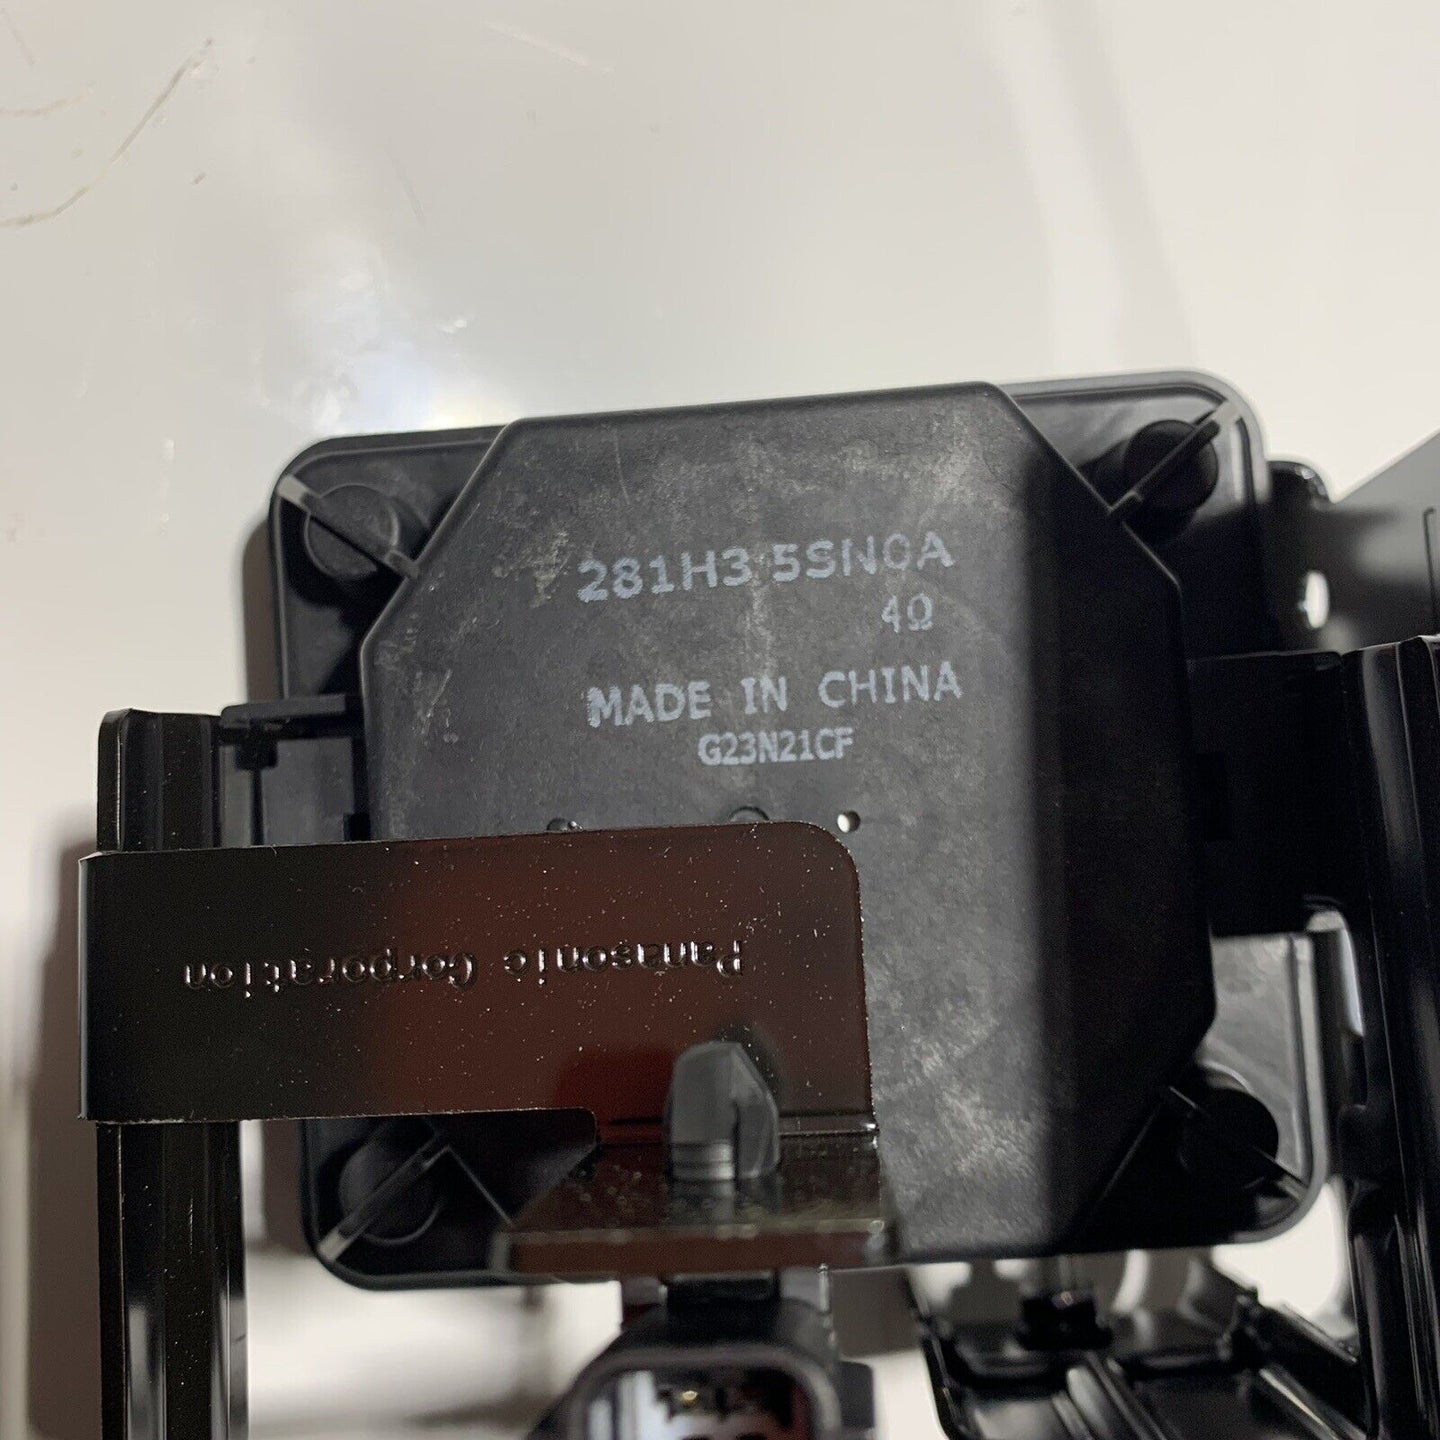 281H3 5SN0A
4Ω
MADE IN CHINA
G23N21CF
Panasonic Corporation